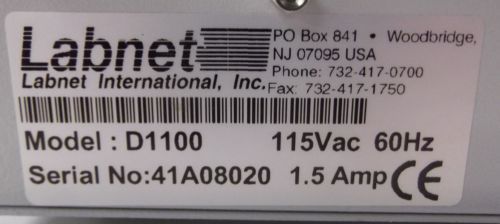 Labnet
PO Box 841 • Woodbridge,
NJ 07095 USA
Phone: 732-417-0700
Labnet International, Inc. Fax: 732-417-1750
Model : D1100 115Vac 60Hz
Serial No:41A08020 1.5 Amp CE